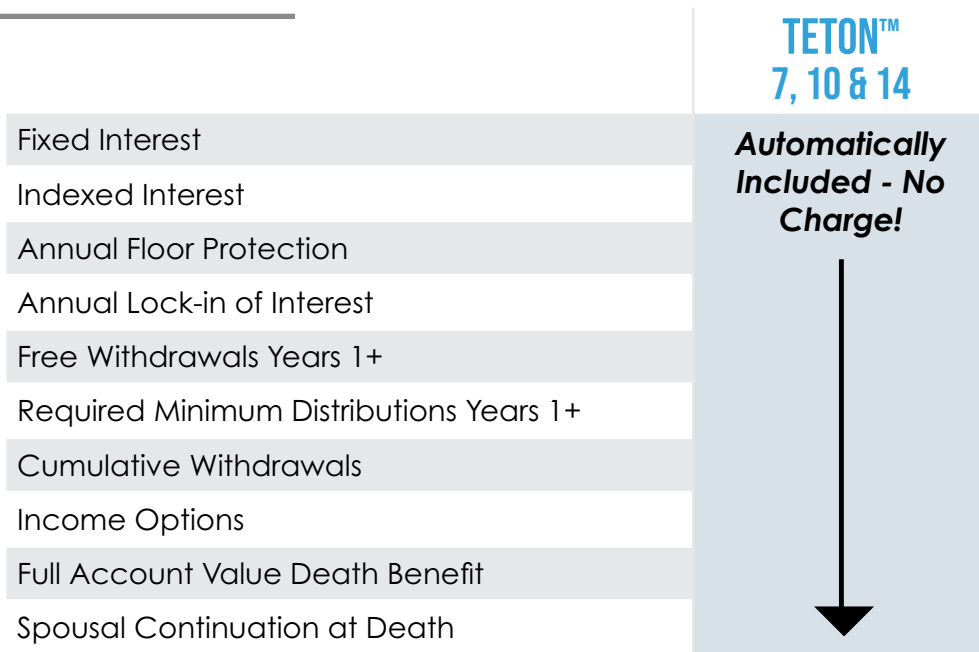 TETON™
7, 10 & 14
Automatically
Included - No
Charge!
Fixed Interest
Indexed Interest
Annual Floor Protection
Annual Lock-in of Interest
Free Withdrawals Years 1+
Required Minimum Distributions Years 1+
Cumulative Withdrawals
Income Options
Full Account Value Death Benefit
Spousal Continuation at Death